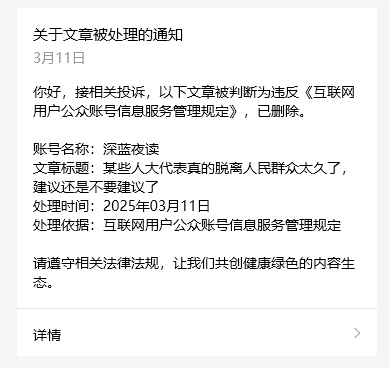 关于文章被处理的通知
3月11日
你好，接相关投诉，以下文章被判断为违反《互联网
用户公众账号信息服务管理规定》，已删除。
账号名称：深蓝夜读
文章标题：某些人大代表真的脱离人民群众太久了，
建议还是不要建议了
处理时间：2025年03月11日
处理依据：互联网用户公众账号信息服务管理规定
请遵守相关法律法规，让我们共创健康绿色的内容生
态。
详情